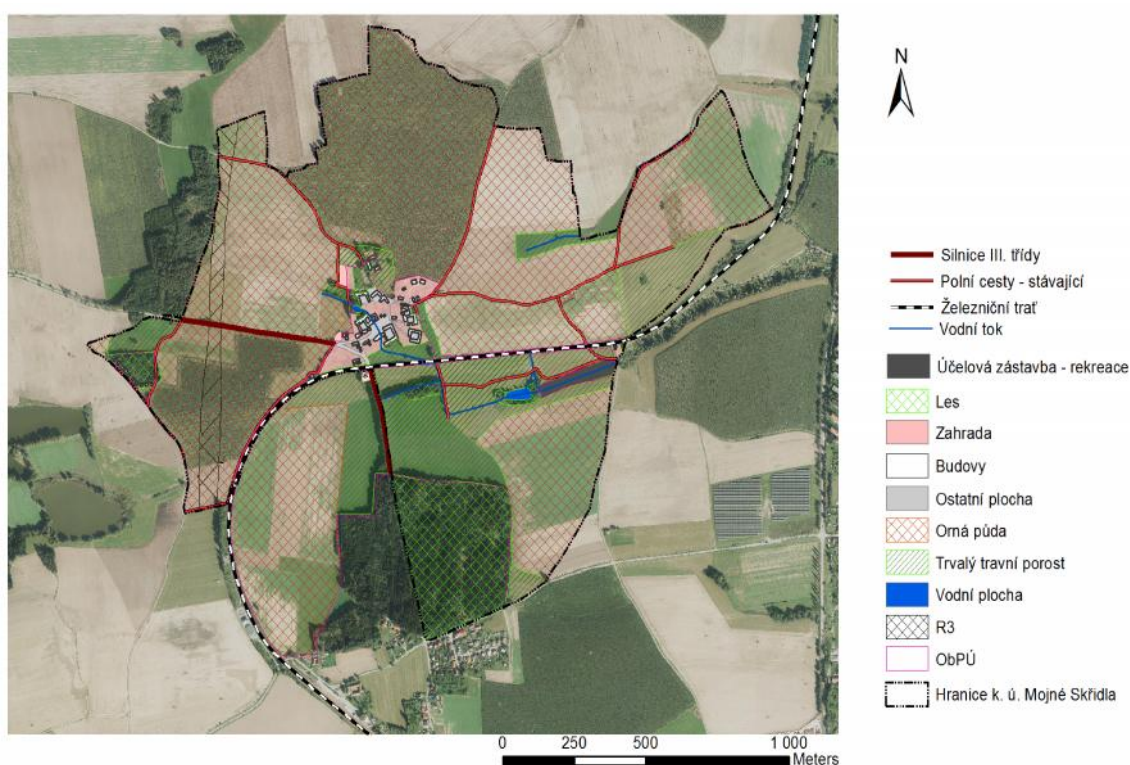 N
Silnice III. třídy
Polní cesty - stávající
Železniční trať
Vodní tok
Účelová zástavba - rekreace
Les
Zahrada
Budovy
Ostatní plocha
Orná půda
Trvalý travní porost
Vodní plocha
R3
ObPÚ
Hranice k. ú. Mojné Skřidla
0 250 500 1 000
Meters